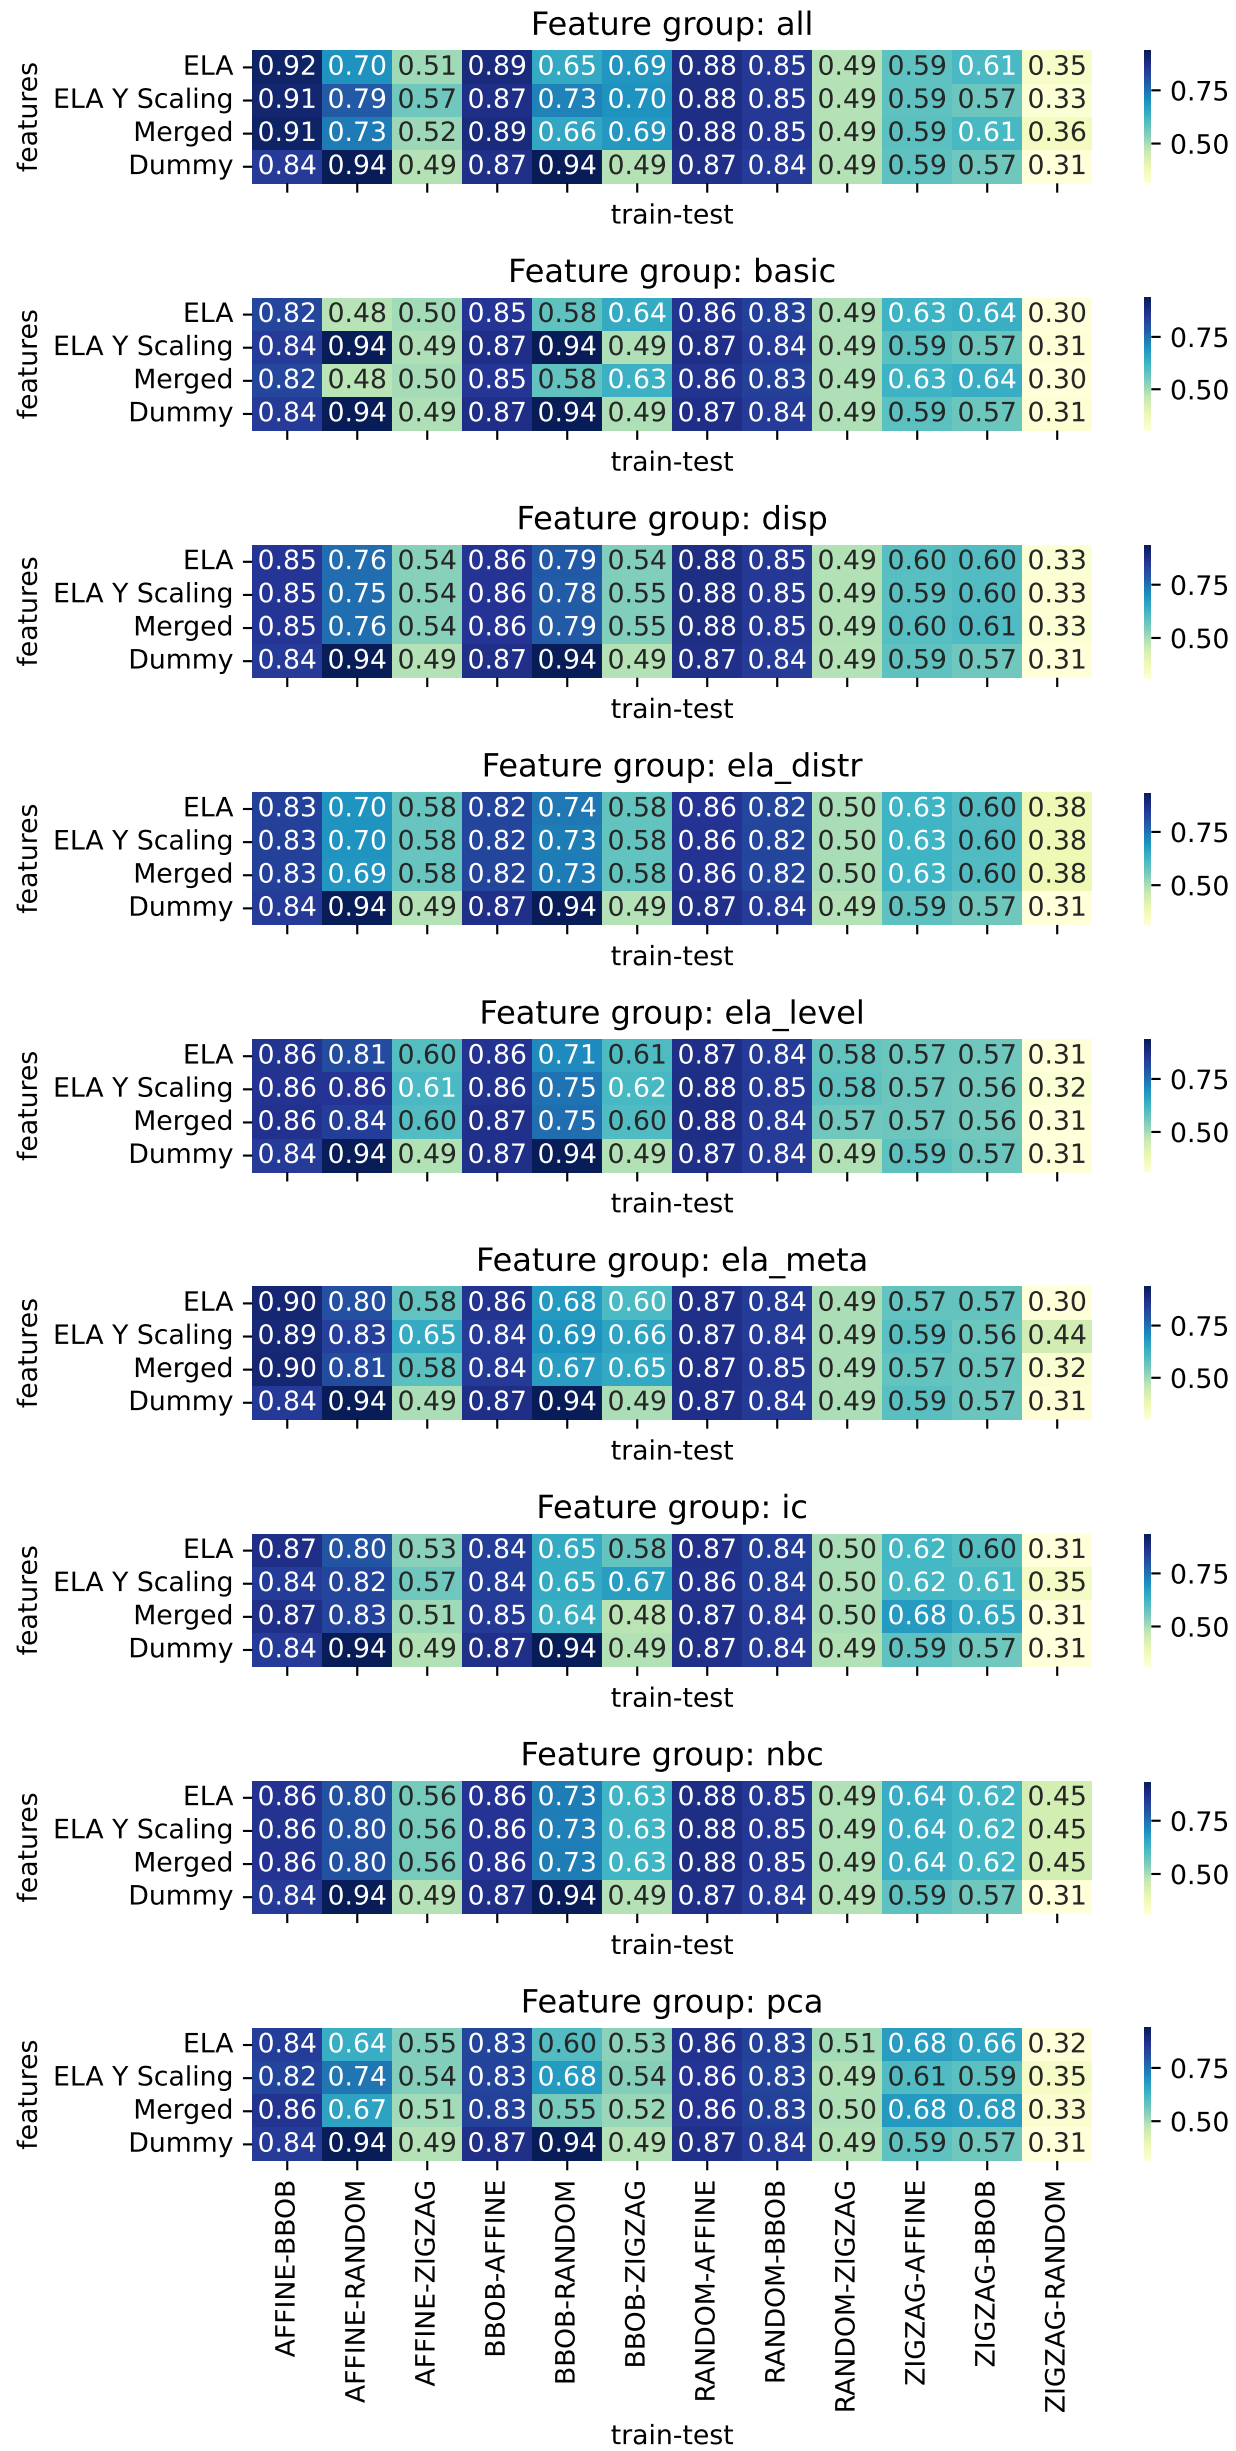 Feature group: all
features
ELA 0.92 0.70 0.51 0.89 0.65 0.69 0.88 0.85 0.49 0.59 0.61 0.35
ELA Y Scaling 0.91 0.79 0.57 0.87 0.73 0.70 0.88 0.85 0.49 0.59 0.57 0.33
Merged 0.91 0.73 0.52 0.89 0.66 0.69 0.88 0.85 0.49 0.59 0.61 0.36
Dummy 0.84 0.94 0.49 0.87 0.94 0.49 0.87 0.84 0.49 0.59 0.57 0.31
0.75
0.50
train-test
Feature group: basic
features
ELA 0.82 0.48 0.50 0.85 0.58 0.64 0.86 0.83 0.49 0.63 0.64 0.30
ELA Y Scaling 0.84 0.94 0.49 0.87 0.94 0.49 0.87 0.84 0.49 0.59 0.57 0.31
Merged 0.82 0.48 0.50 0.85 0.58 0.63 0.86 0.83 0.49 0.63 0.64 0.30
Dummy 0.84 0.94 0.49 0.87 0.94 0.49 0.87 0.84 0.49 0.59 0.57 0.31
0.75
0.50
train-test
Feature group: disp
features
ELA 0.85 0.76 0.54 0.86 0.79 0.54 0.88 0.85 0.49 0.60 0.60 0.33
ELA Y Scaling 0.85 0.75 0.54 0.86 0.78 0.55 0.88 0.85 0.49 0.59 0.60 0.33
Merged 0.85 0.76 0.54 0.86 0.79 0.55 0.88 0.85 0.49 0.60 0.61 0.33
Dummy 0.84 0.94 0.49 0.87 0.94 0.49 0.87 0.84 0.49 0.59 0.57 0.31
0.75
0.50
train-test
Feature group: ela_distr
features
ELA 0.83 0.70 0.58 0.82 0.74 0.58 0.86 0.82 0.50 0.63 0.60 0.38
ELA Y Scaling 0.83 0.70 0.58 0.82 0.73 0.58 0.86 0.82 0.50 0.63 0.60 0.38
Merged 0.83 0.69 0.58 0.82 0.73 0.58 0.86 0.82 0.50 0.63 0.60 0.38
Dummy 0.84 0.94 0.49 0.87 0.94 0.49 0.87 0.84 0.49 0.59 0.57 0.31
0.75
0.50
train-test
Feature group: ela_level
features
ELA 0.86 0.81 0.60 0.86 0.71 0.61 0.87 0.84 0.58 0.57 0.57 0.31
ELA Y Scaling 0.86 0.86 0.61 0.86 0.75 0.62 0.88 0.85 0.58 0.57 0.56 0.32
Merged 0.86 0.84 0.60 0.87 0.75 0.60 0.88 0.84 0.57 0.57 0.56 0.31
Dummy 0.84 0.94 0.49 0.87 0.94 0.49 0.87 0.84 0.49 0.59 0.57 0.31
0.75
0.50
train-test
Feature group: ela_meta
features
ELA 0.90 0.80 0.58 0.86 0.68 0.60 0.87 0.84 0.49 0.57 0.57 0.30
ELA Y Scaling 0.89 0.83 0.65 0.84 0.69 0.66 0.87 0.84 0.49 0.59 0.56 0.44
Merged 0.90 0.81 0.58 0.84 0.67 0.65 0.87 0.85 0.49 0.57 0.57 0.32
Dummy 0.84 0.94 0.49 0.87 0.94 0.49 0.87 0.84 0.49 0.59 0.57 0.31
0.75
0.50
train-test
Feature group: ic
features
ELA 0.87 0.80 0.53 0.84 0.65 0.58 0.87 0.84 0.50 0.62 0.60 0.31
ELA Y Scaling 0.84 0.82 0.57 0.84 0.65 0.67 0.86 0.84 0.50 0.62 0.61 0.35
Merged 0.87 0.83 0.51 0.85 0.64 0.48 0.87 0.84 0.50 0.68 0.65 0.31
Dummy 0.84 0.94 0.49 0.87 0.94 0.49 0.87 0.84 0.49 0.59 0.57 0.31
0.75
0.50
train-test
Feature group: nbc
features
ELA 0.86 0.80 0.56 0.86 0.73 0.63 0.88 0.85 0.49 0.64 0.62 0.45
ELA Y Scaling 0.86 0.80 0.56 0.86 0.73 0.63 0.88 0.85 0.49 0.64 0.62 0.45
Merged 0.86 0.80 0.56 0.86 0.73 0.63 0.88 0.85 0.49 0.64 0.62 0.45
Dummy 0.84 0.94 0.49 0.87 0.94 0.49 0.87 0.84 0.49 0.59 0.57 0.31
0.75
0.50
train-test
Feature group: pca
features
ELA 0.84 0.64 0.55 0.83 0.60 0.53 0.86 0.83 0.51 0.68 0.66 0.32
ELA Y Scaling 0.82 0.74 0.54 0.83 0.68 0.54 0.86 0.83 0.49 0.61 0.59 0.35
Merged 0.86 0.67 0.51 0.83 0.55 0.52 0.86 0.83 0.50 0.68 0.68 0.33
Dummy 0.84 0.94 0.49 0.87 0.94 0.49 0.87 0.84 0.49 0.59 0.57 0.31
0.75
0.50
AFFINE-BBOB
AFFINE-RANDOM
AFFINE-ZIGZAG
BBOB-AFFINE
BBOB-RANDOM
BBOB-ZIGZAG
RANDOM-AFFINE
RANDOM-BBOB
RANDOM-ZIGZAG
ZIGZAG-AFFINE
ZIGZAG-BBOB
ZIGZAG-RANDOM
train-test